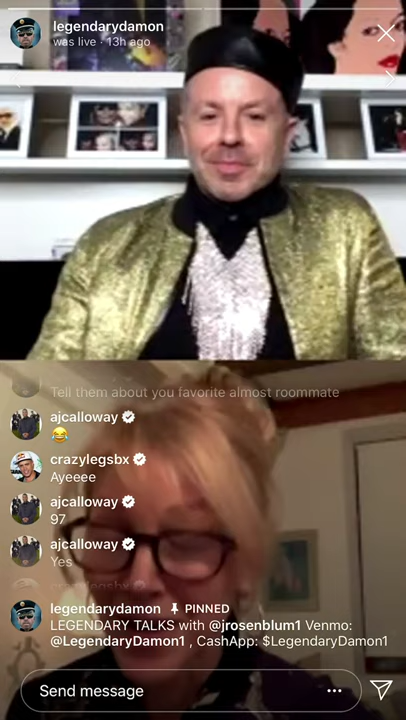 legendarydamon
was live · 13h ago
Tell them about you favorite almost roommate
ajcalloway
😂
crazylegsbx
Ayeeee
ajcalloway
97
ajcalloway
Yes
crazylegsbx
legendarydamon PINNED
LEGENDARY TALKS with @jrosenblum1 Venmo:
@LegendaryDamon1 , CashApp: $LegendaryDamon1
Send message